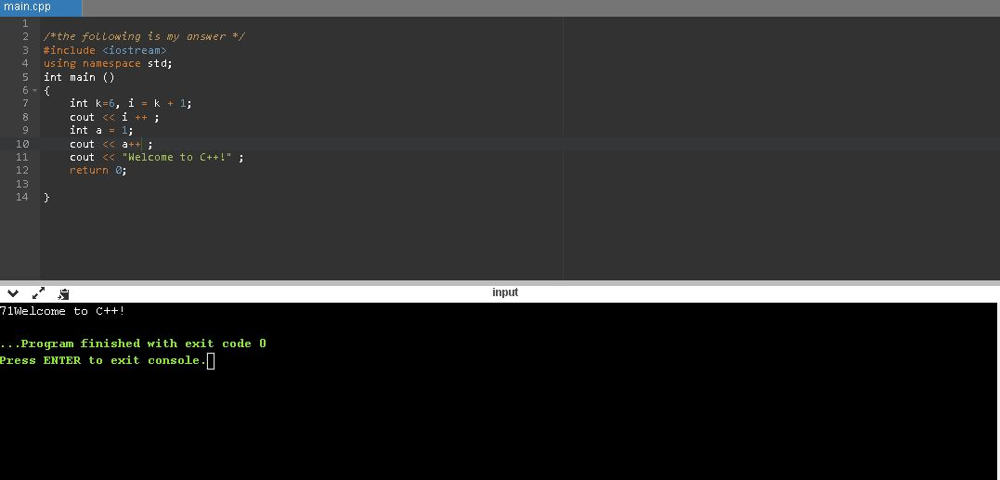 main.cpp
1
2 /*the following is my answer */
3 #include <iostream>
4 using namespace std;
5 int main ()
6 {
7 int k=6, i = k + 1;
8 cout << i ++ ;
9 int a = 1;
10 cout << a++ ;
11 cout << "Welcome to C++!" ;
12 return 0;
13
14 }
input
71Welcome to C++!
...Program finished with exit code 0
Press ENTER to exit console.